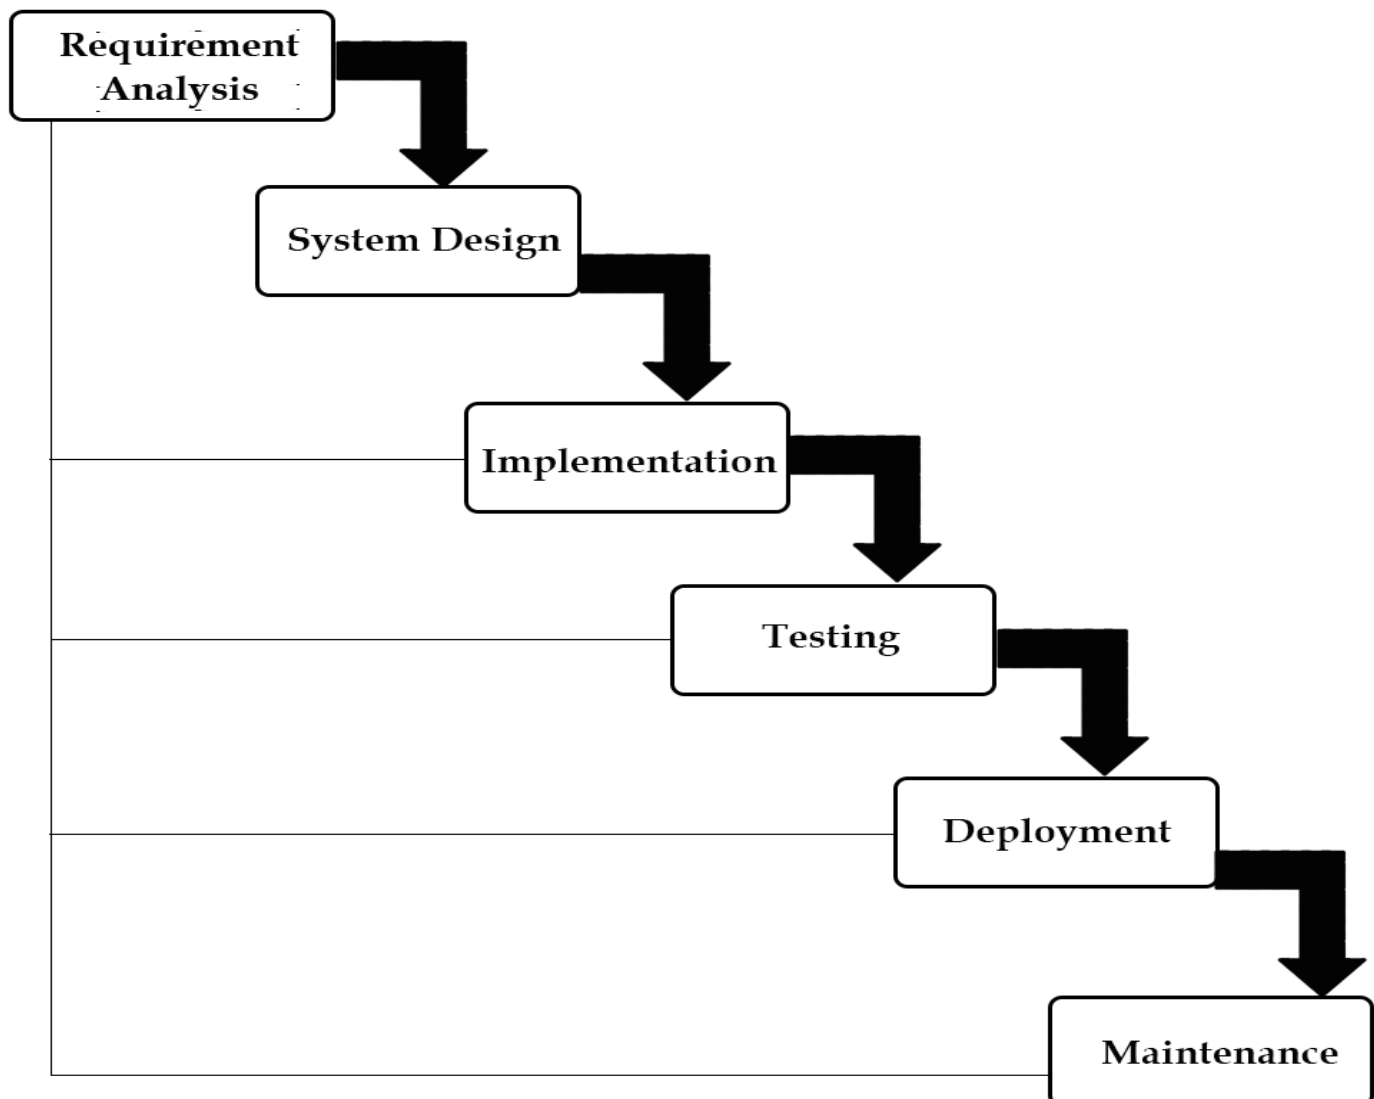 Requirement
Analysis
System Design
Implementation
Testing
Deployment
Maintenance